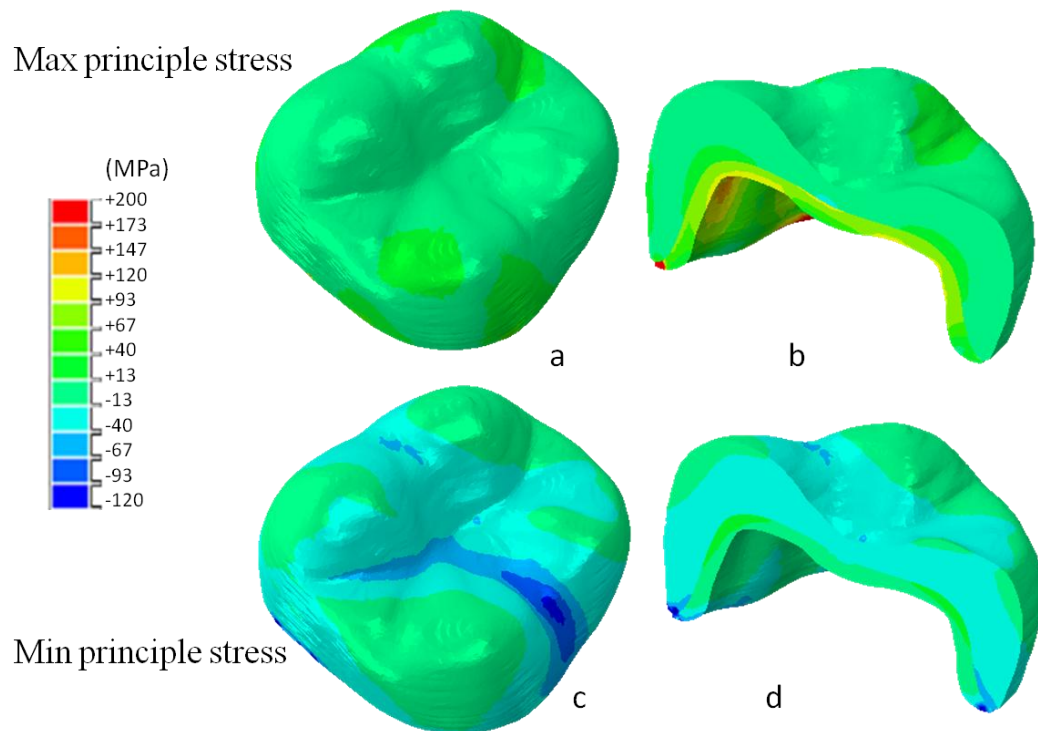 Max principle stress
(MPa)
+200
+173
+147
+120
+93
+67
+40
+13
-13
-40
-67
-93
-120
a
b
Min principle stress
c
d